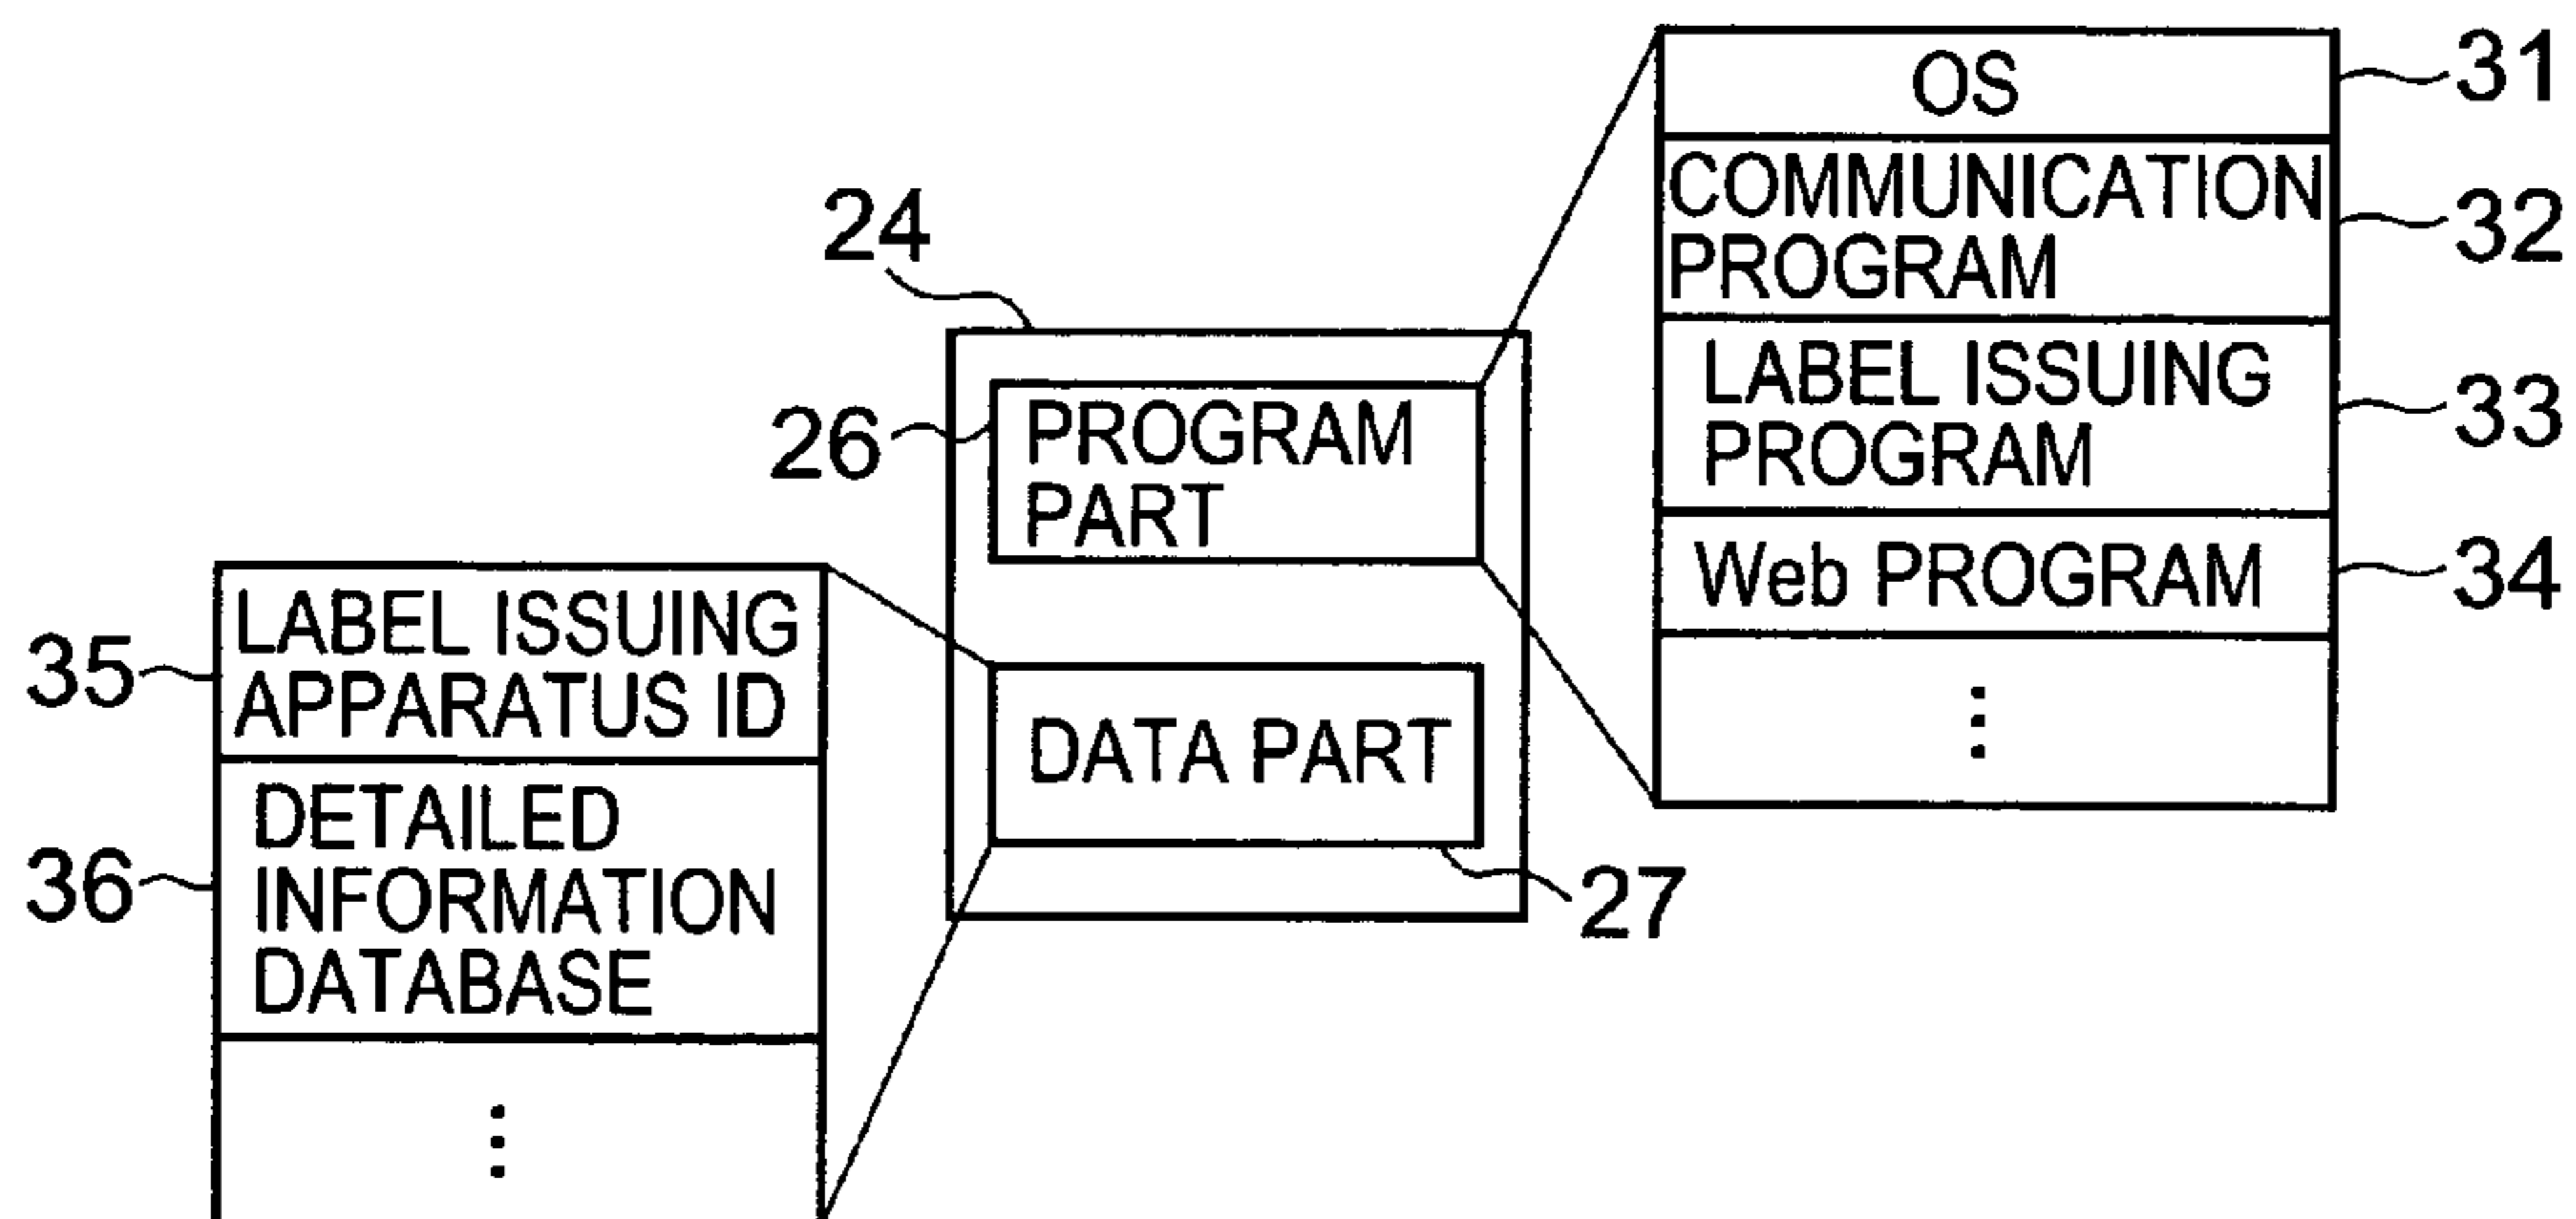 OS
31
COMMUNICATION
PROGRAM
32
24
LABEL ISSUING
PROGRAM
33
26
PROGRAM
PART
Web PROGRAM
34
35
LABEL ISSUING
APPARATUS ID
DATA PART
27
36
DETAILED
INFORMATION
DATABASE